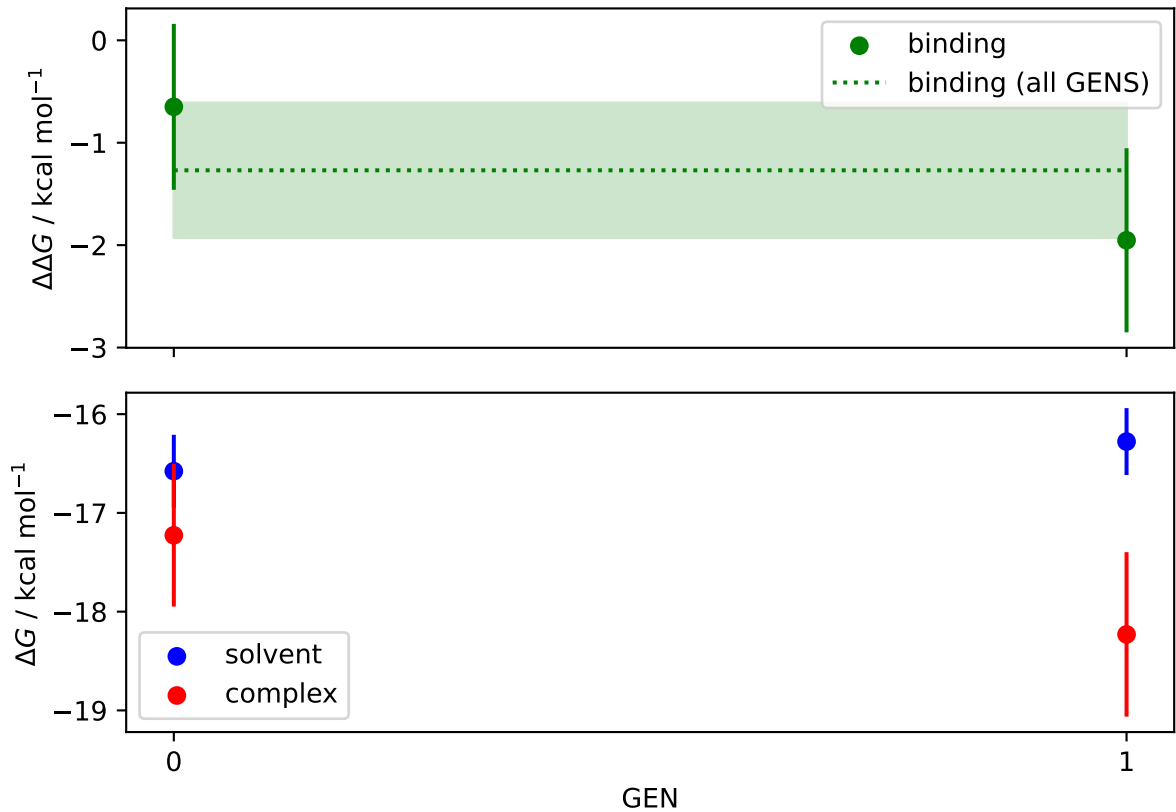 0
−1
−2
−3
ΔΔG / kcal mol⁻¹
binding
binding (all GENS)
−16
−17
−18
−19
ΔG / kcal mol⁻¹
solvent
complex
0
1
GEN